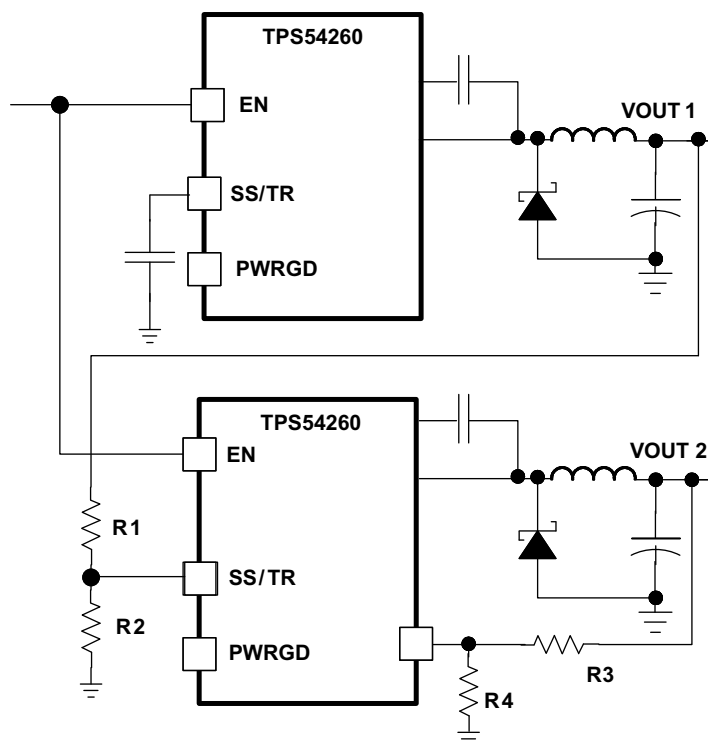 TPS54260
EN
VOUT 1
SS/TR
PWRGD
TPS54260
EN
VOUT 2
R1
SS/TR
R2
PWRGD
R3
R4